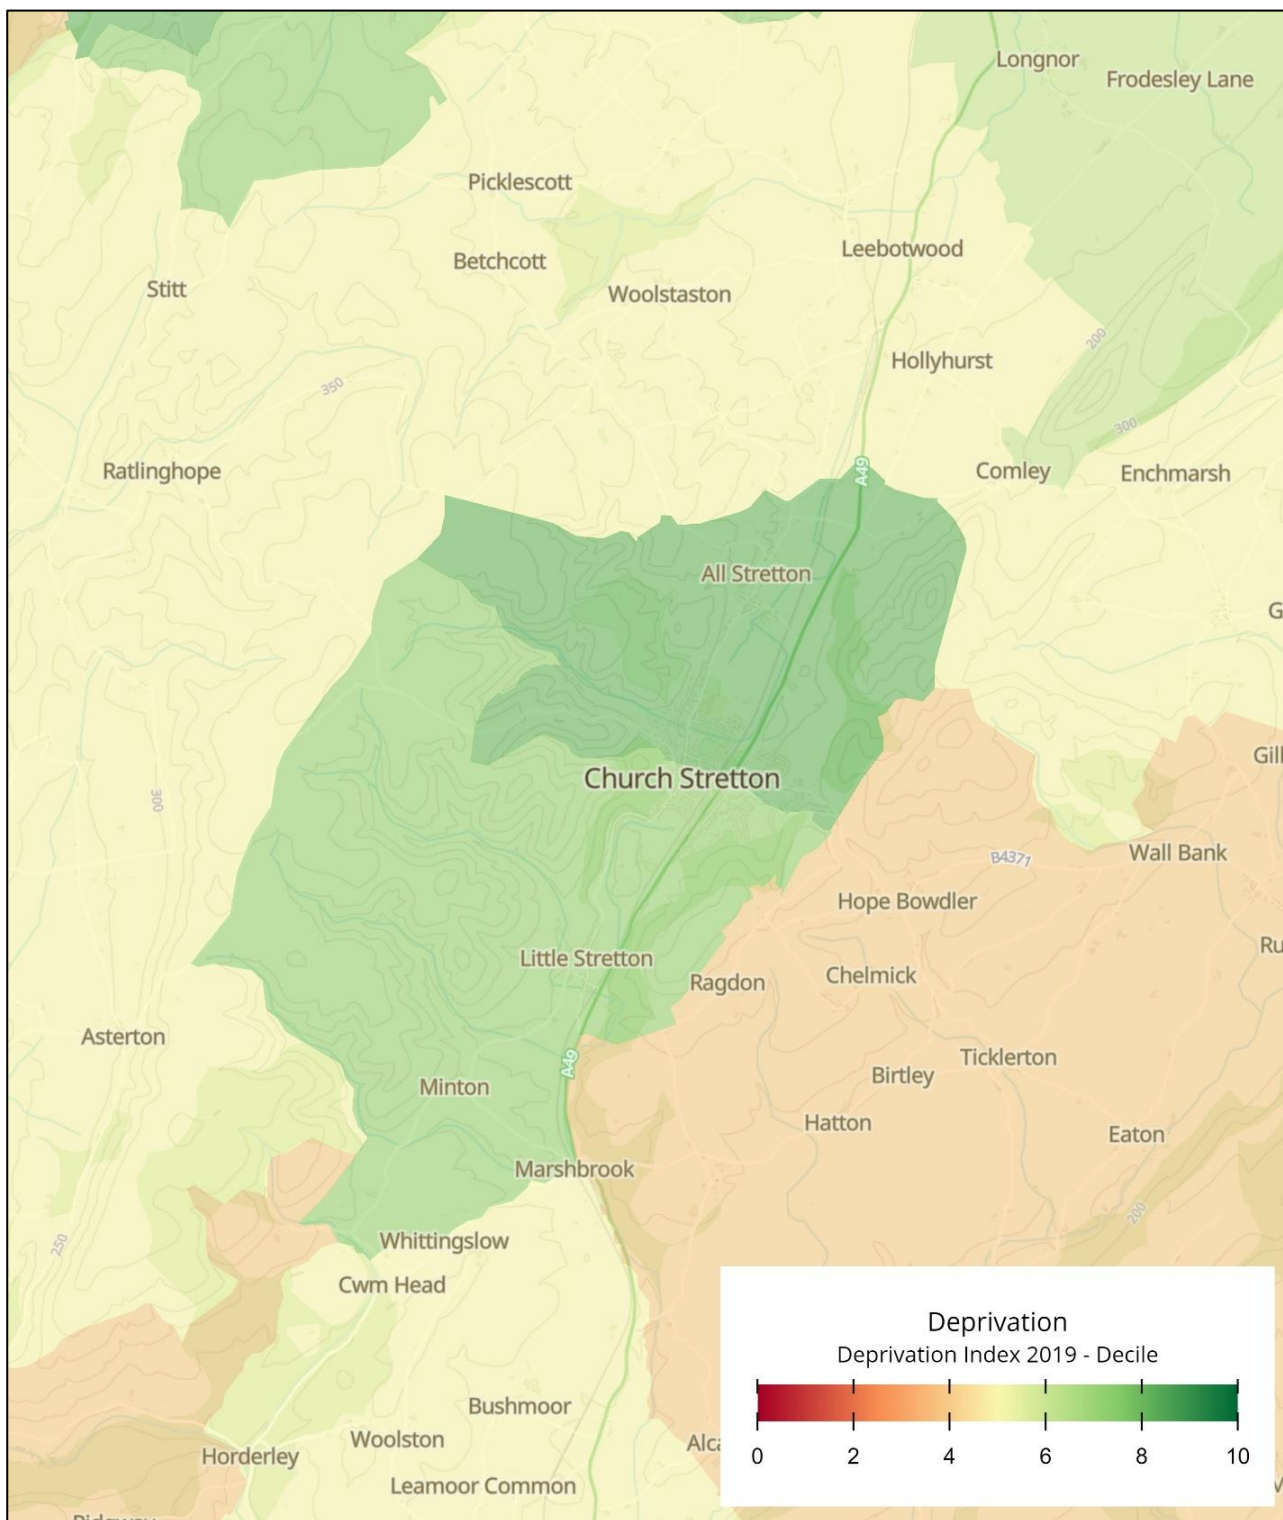 Longnor
Frodesley Lane
Picklescott
Leebotwood
Betchcott
Stitt
Woolstaston
200
Hollyhurst
350
300
A49
Ratlinghope
Comley
Enchmarsh
All Stretton
G
Gill
Church Stretton
300
Wall Bank
B4371
Hope Bowdler
Ru
Little Stretton
Chelmick
Ragdon
Asterton
Ticklerton
A49
Birtley
Minton
Hatton
Eaton
Marshbrook
200
Whittingslow
250
Cwm Head
Deprivation
Deprivation Index 2019 - Decile
Bushmoor
Woolston
Alca
0 2 4 6 8 10
Horderley
Leamoor Common